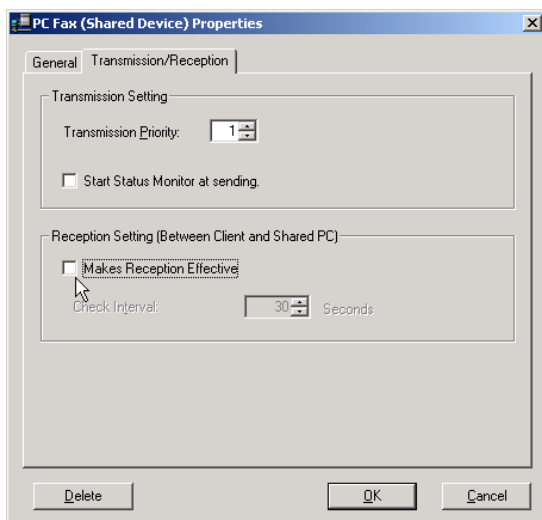 PC Fax (Shared Device) Properties
General Transmission/Reception
Transmission Setting
Transmission Priority: 1
Start Status Monitor at sending.
Reception Setting (Between Client and Shared PC)
Makes Reception Effective
Check Interval: 30 Seconds
Delete OK Cancel